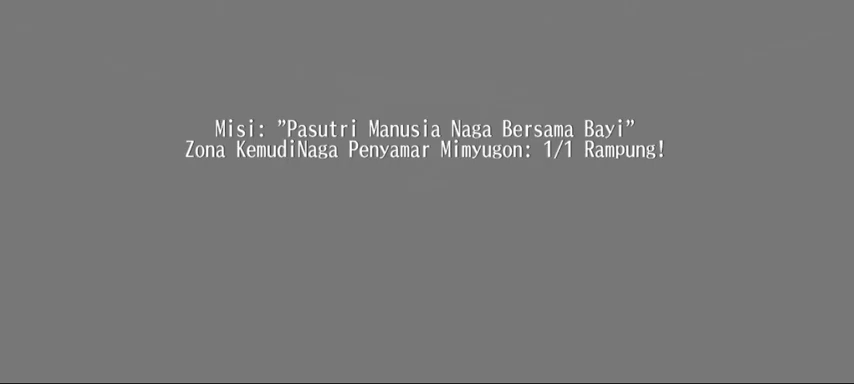 Misi: ”Pasutri Manusia Naga Bersama Bayi”
Zona KemudiNaga Penyamar Mimyugon: 1/1 Rampung!